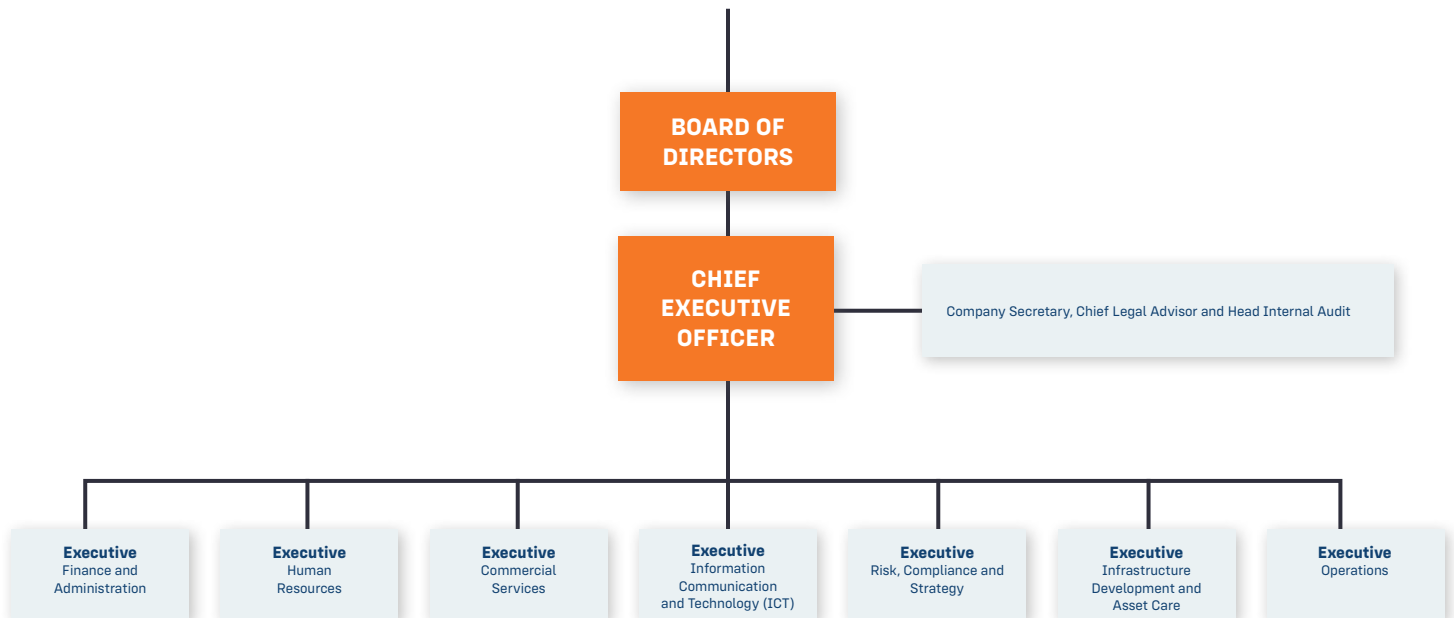 BOARD OF
DIRECTORS
CHIEF
EXECUTIVE
OFFICER
Company Secretary, Chief Legal Advisor and Head Internal Audit
Executive
Finance and
Administration
Executive
Human
Resources
Executive
Commercial
Services
Executive
Information
Communication
and Technology (ICT)
Executive
Risk, Compliance and
Strategy
Executive
Infrastructure
Development and
Asset Care
Executive
Operations